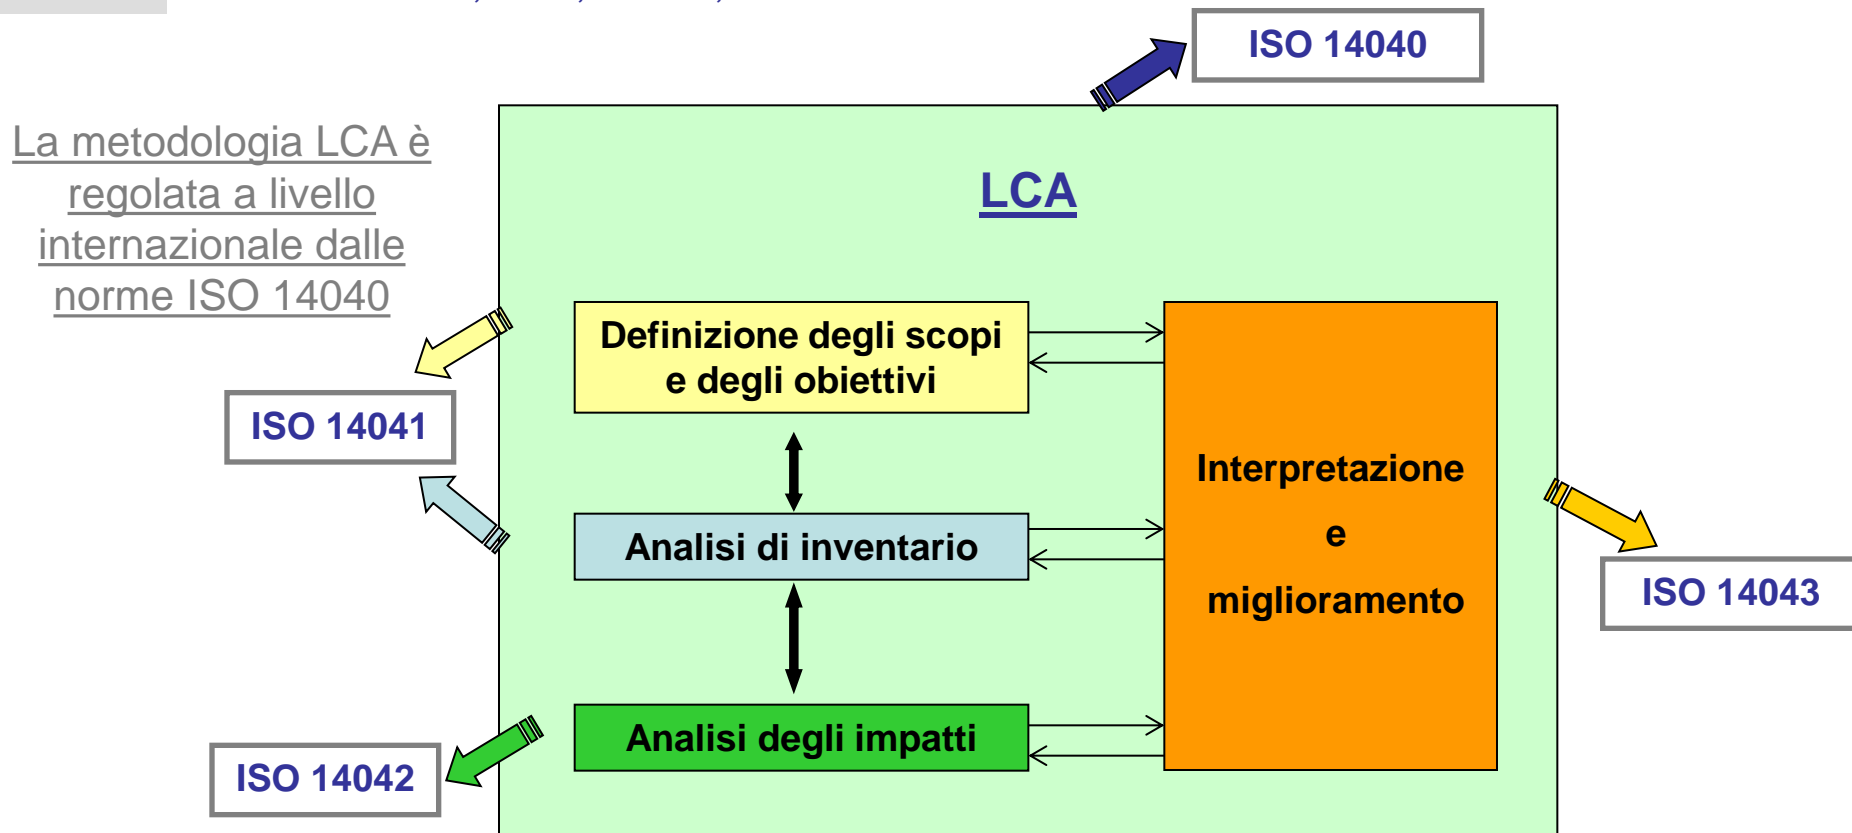 ISO 14040
La metodologia LCA è
regolata a livello
internazionale dalle
norme ISO 14040
LCA
Definizione degli scopi
e degli obiettivi
ISO 14041
Interpretazione
e
miglioramento
Analisi di inventario
ISO 14043
Analisi degli impatti
ISO 14042